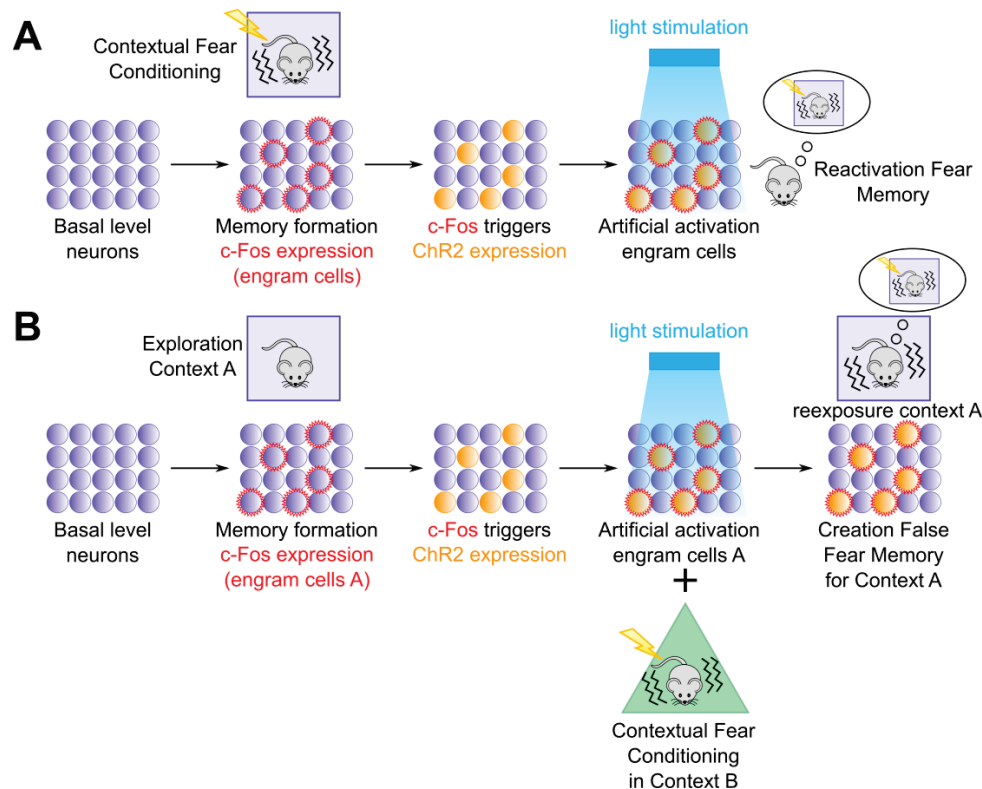 A
Contextual Fear
Conditioning
light stimulation
Reactivation Fear
Memory
Basal level
neurons
Memory formation
c-Fos expression
(engram cells)
c-Fos triggers
ChR2 expression
Artificial activation
engram cells
B
Exploration
Context A
light stimulation
reexposure context A
Basal level
neurons
Memory formation
c-Fos expression
(engram cells A)
c-Fos triggers
ChR2 expression
Artificial activation
engram cells A
+
Creation False
Fear Memory
for Context A
Contextual Fear
Conditioning
in Context B